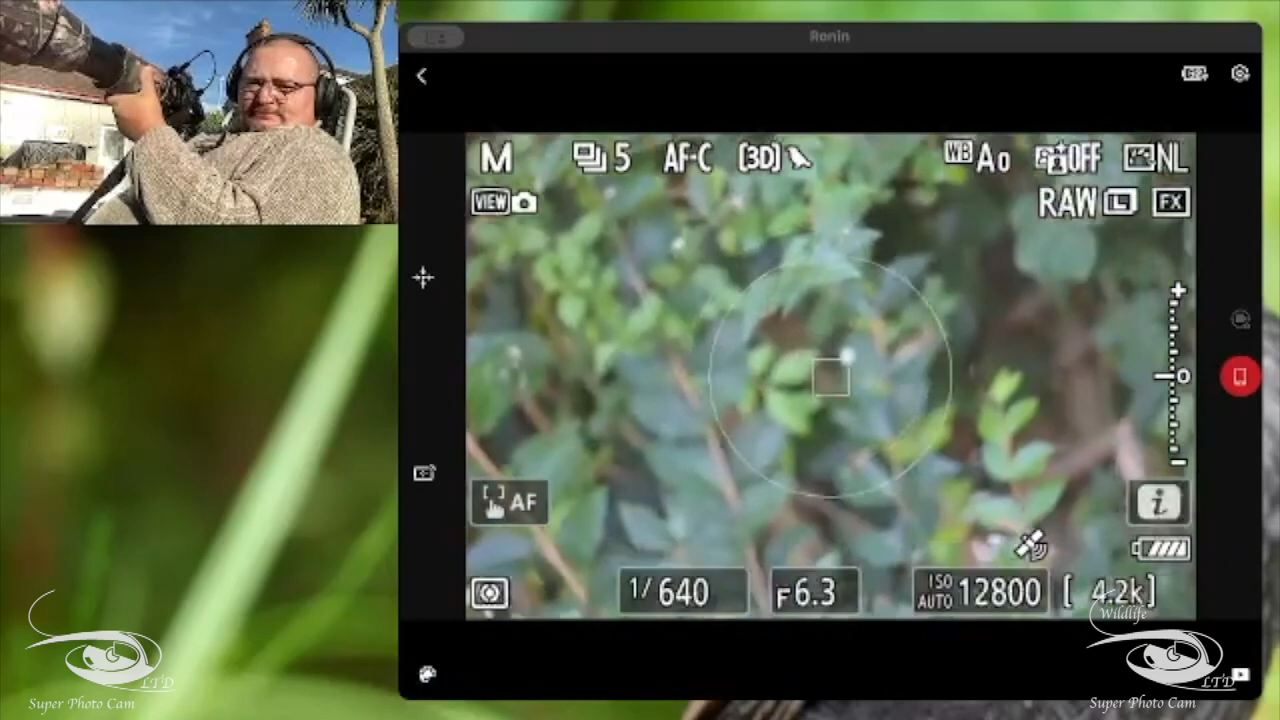 Ronin
M 5 AF-C [3D] WB A0 OFF NL
VIEW RAW L FX
+
0
AF
i
1/640 F6.3 ISO AUTO 12800 [ 4.2k]
Wildlife
LTD
Super Photo Cam
LTD
Super Photo Cam